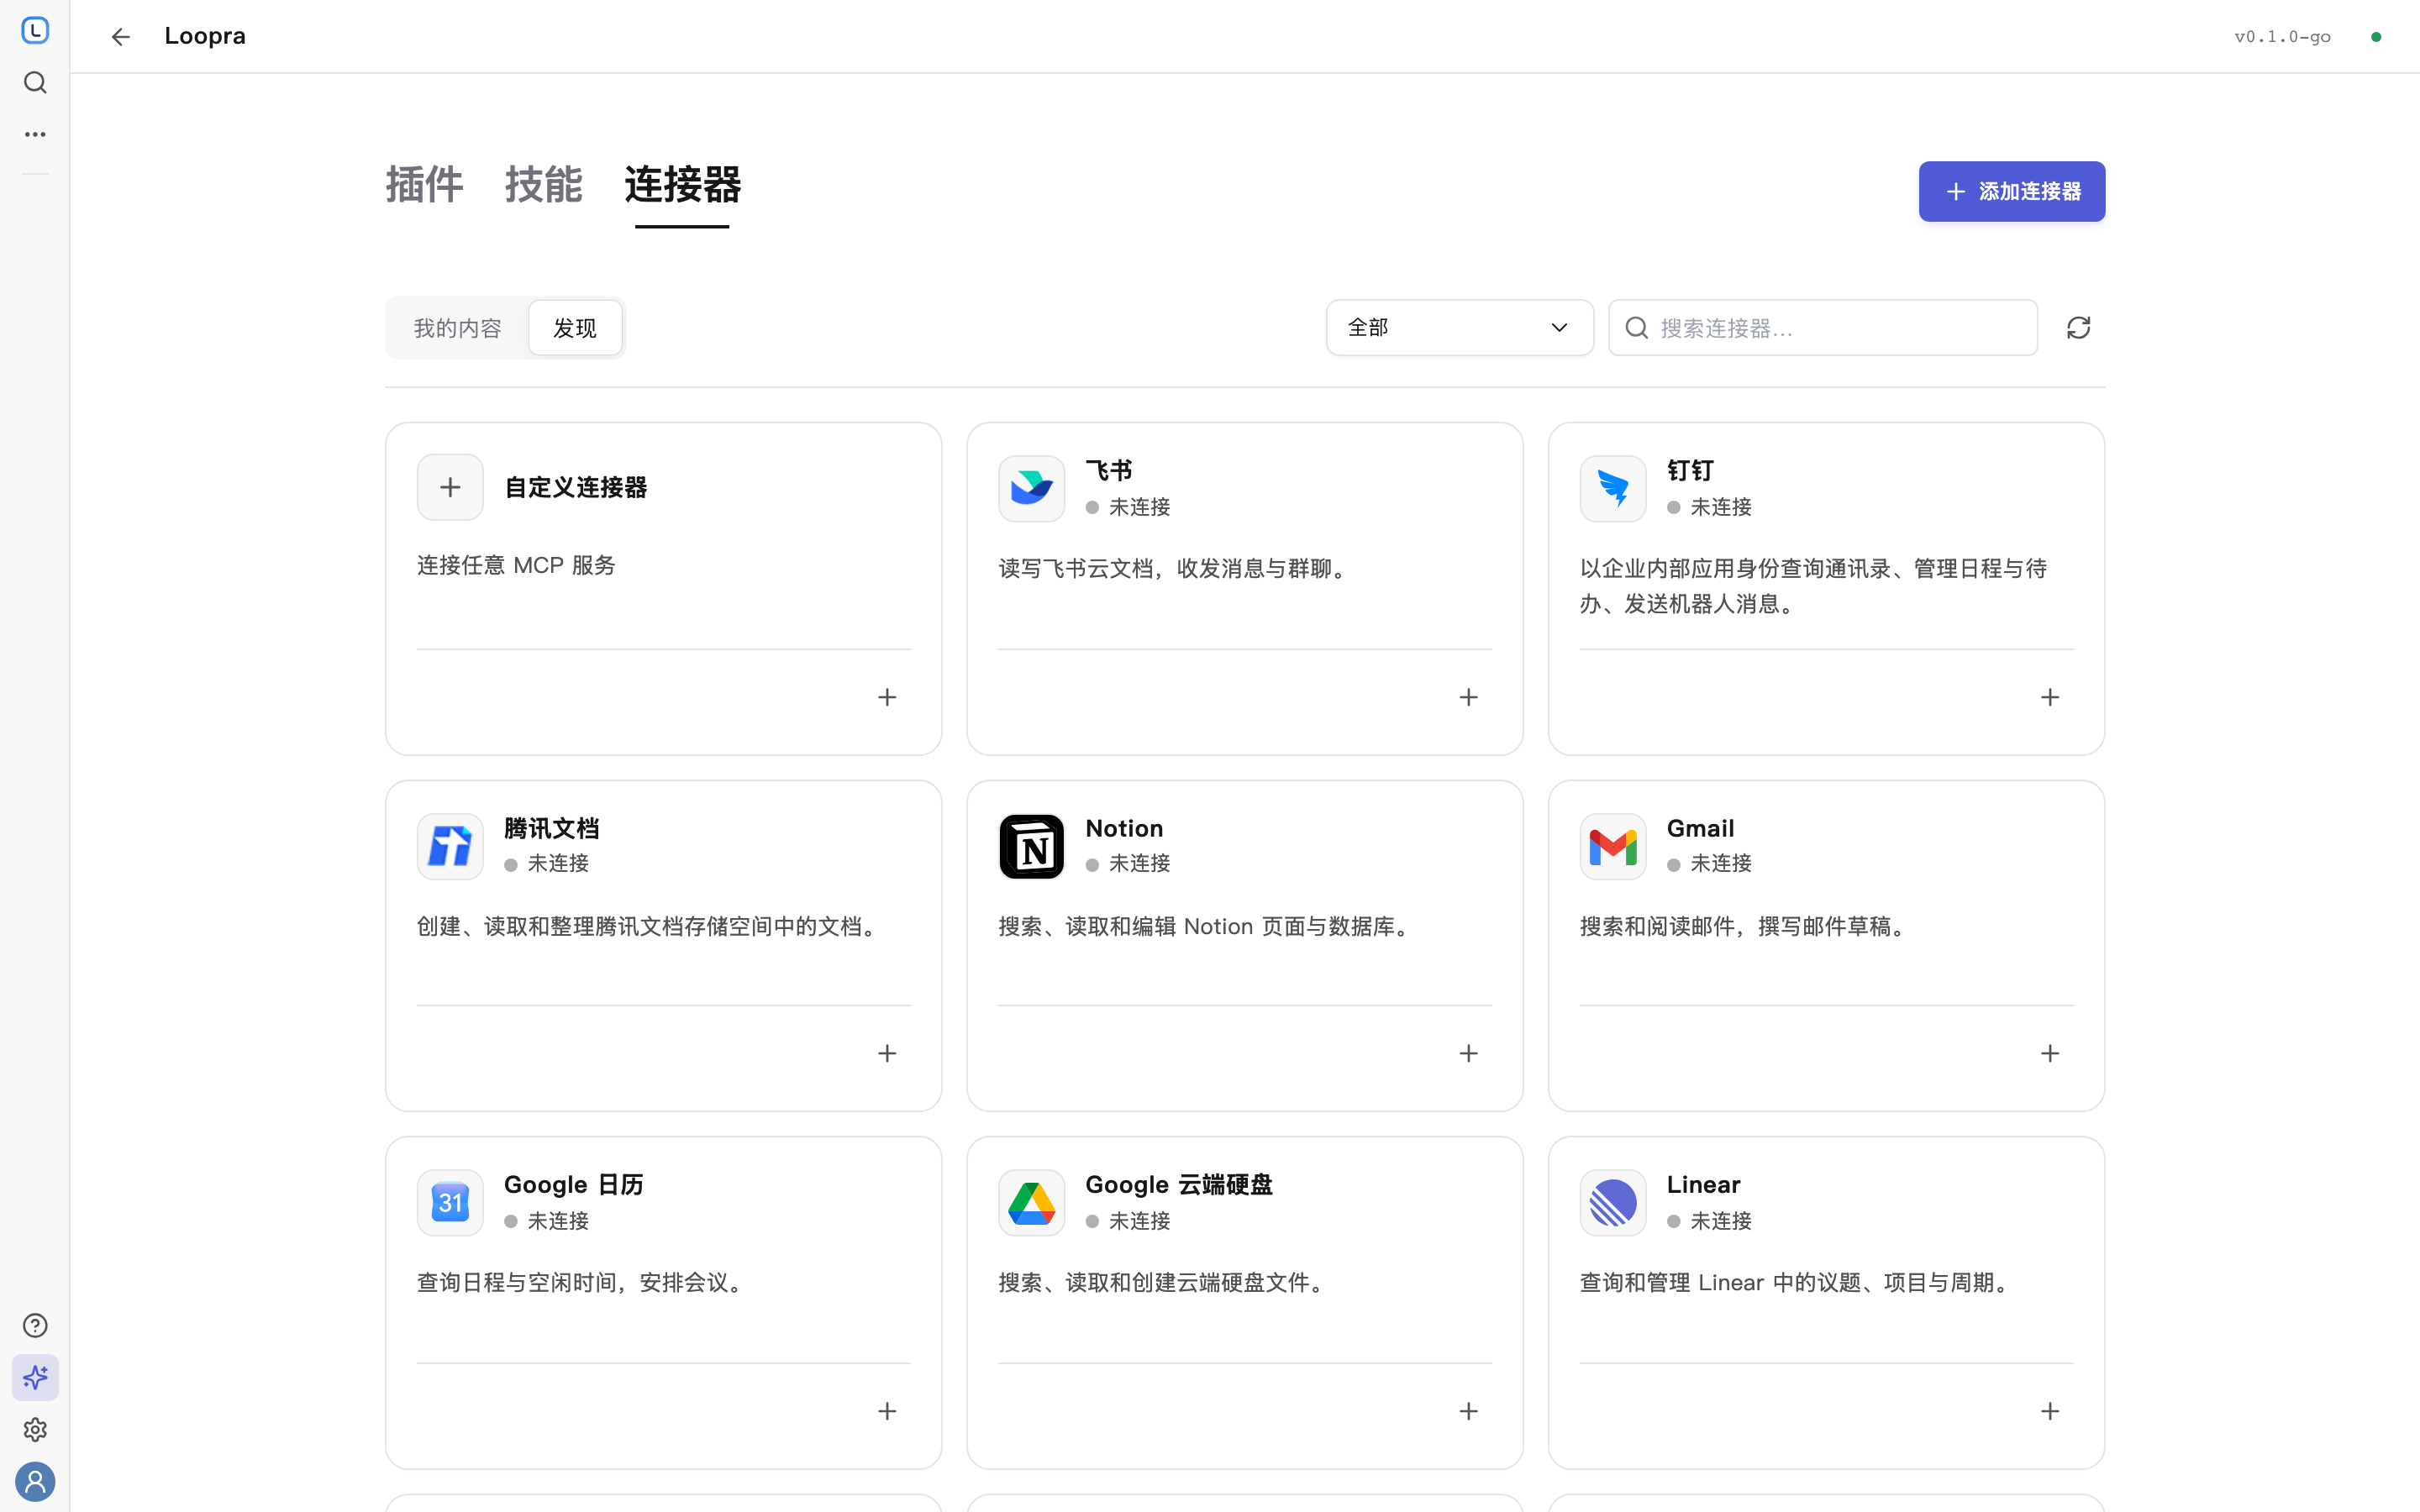 Loopra
v0.1.0-go
插件 技能 连接器
添加连接器
我的内容 发现
全部
搜索连接器...
自定义连接器
连接任意 MCP 服务
飞书
未连接
读写飞书云文档，收发消息与群聊。
钉钉
未连接
以企业内部应用身份查询通讯录、管理日程与待
办、发送机器人消息。
腾讯文档
未连接
创建、读取和整理腾讯文档存储空间中的文档。
Notion
未连接
搜索、读取和编辑 Notion 页面与数据库。
Gmail
未连接
搜索和阅读邮件，撰写邮件草稿。
31
Google 日历
未连接
查询日程与空闲时间，安排会议。
Google 云端硬盘
未连接
搜索、读取和创建云端硬盘文件。
Linear
未连接
查询和管理 Linear 中的议题、项目与周期。